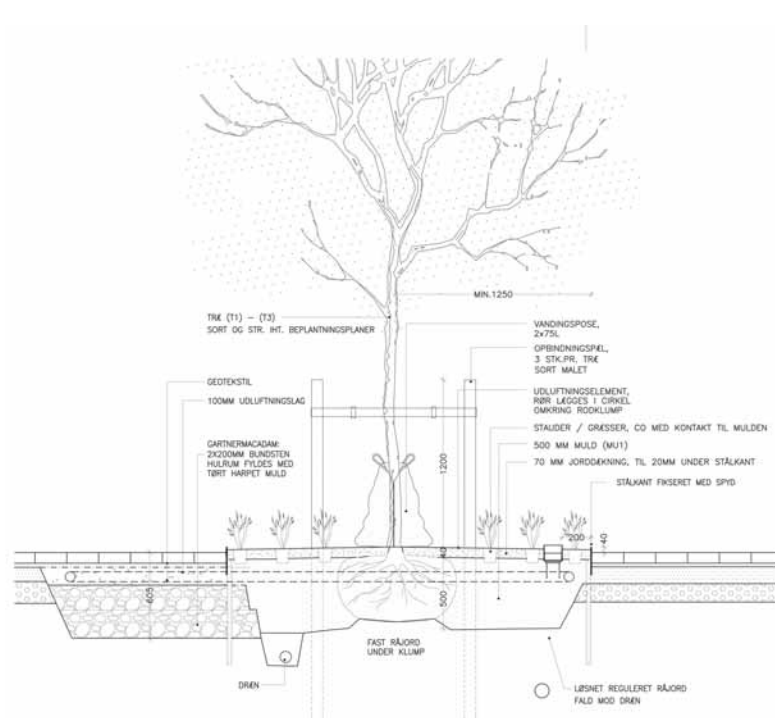 MIN.1250
TRÆ (T1) – (T3)
SORT OG STR. IHT. BEPLANTNINGSPLANER
VANDINGSPOSE,
2x75L
OPBINDNINGSPÆL,
3 STK.PR. TRÆ
SORT MALET
GEOTEKSTIL
100MM UDLUFTNINGSLAG
UDLUFTNINGSELEMENT,
RØR LÆGGES I CIRKEL
OMKRING RODKLUMP
STAUDER / GRÆSSER, CO MED KONTAKT TIL MULDEN
GARTNERMACADAM:
2X200MM BUNDSTEN
HULRUM FYLDES MED
TØRT HARPET MULD
500 MM MULD (MU1)
70 MM JORDDÆKNING, TIL 20MM UNDER STÅLKANT
STÅLKANT FIKSERET MED SPYD
1200
200
40
40
605
500
FAST RÅJORD
UNDER KLUMP
DRÆN
LØSNET REGULERET RÅJORD
FALD MOD DRÆN